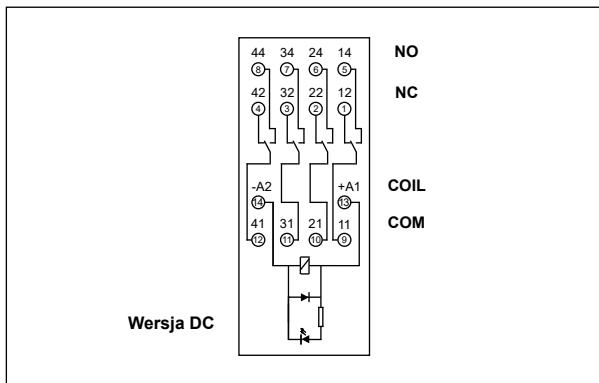 44 34 24 14 NO
8 7 6 5
42 32 22 12 NC
4 3 2 1
-A2 +A1 COIL
14 13
41 31 21 11 COM
12 11 10 9
Wersja DC